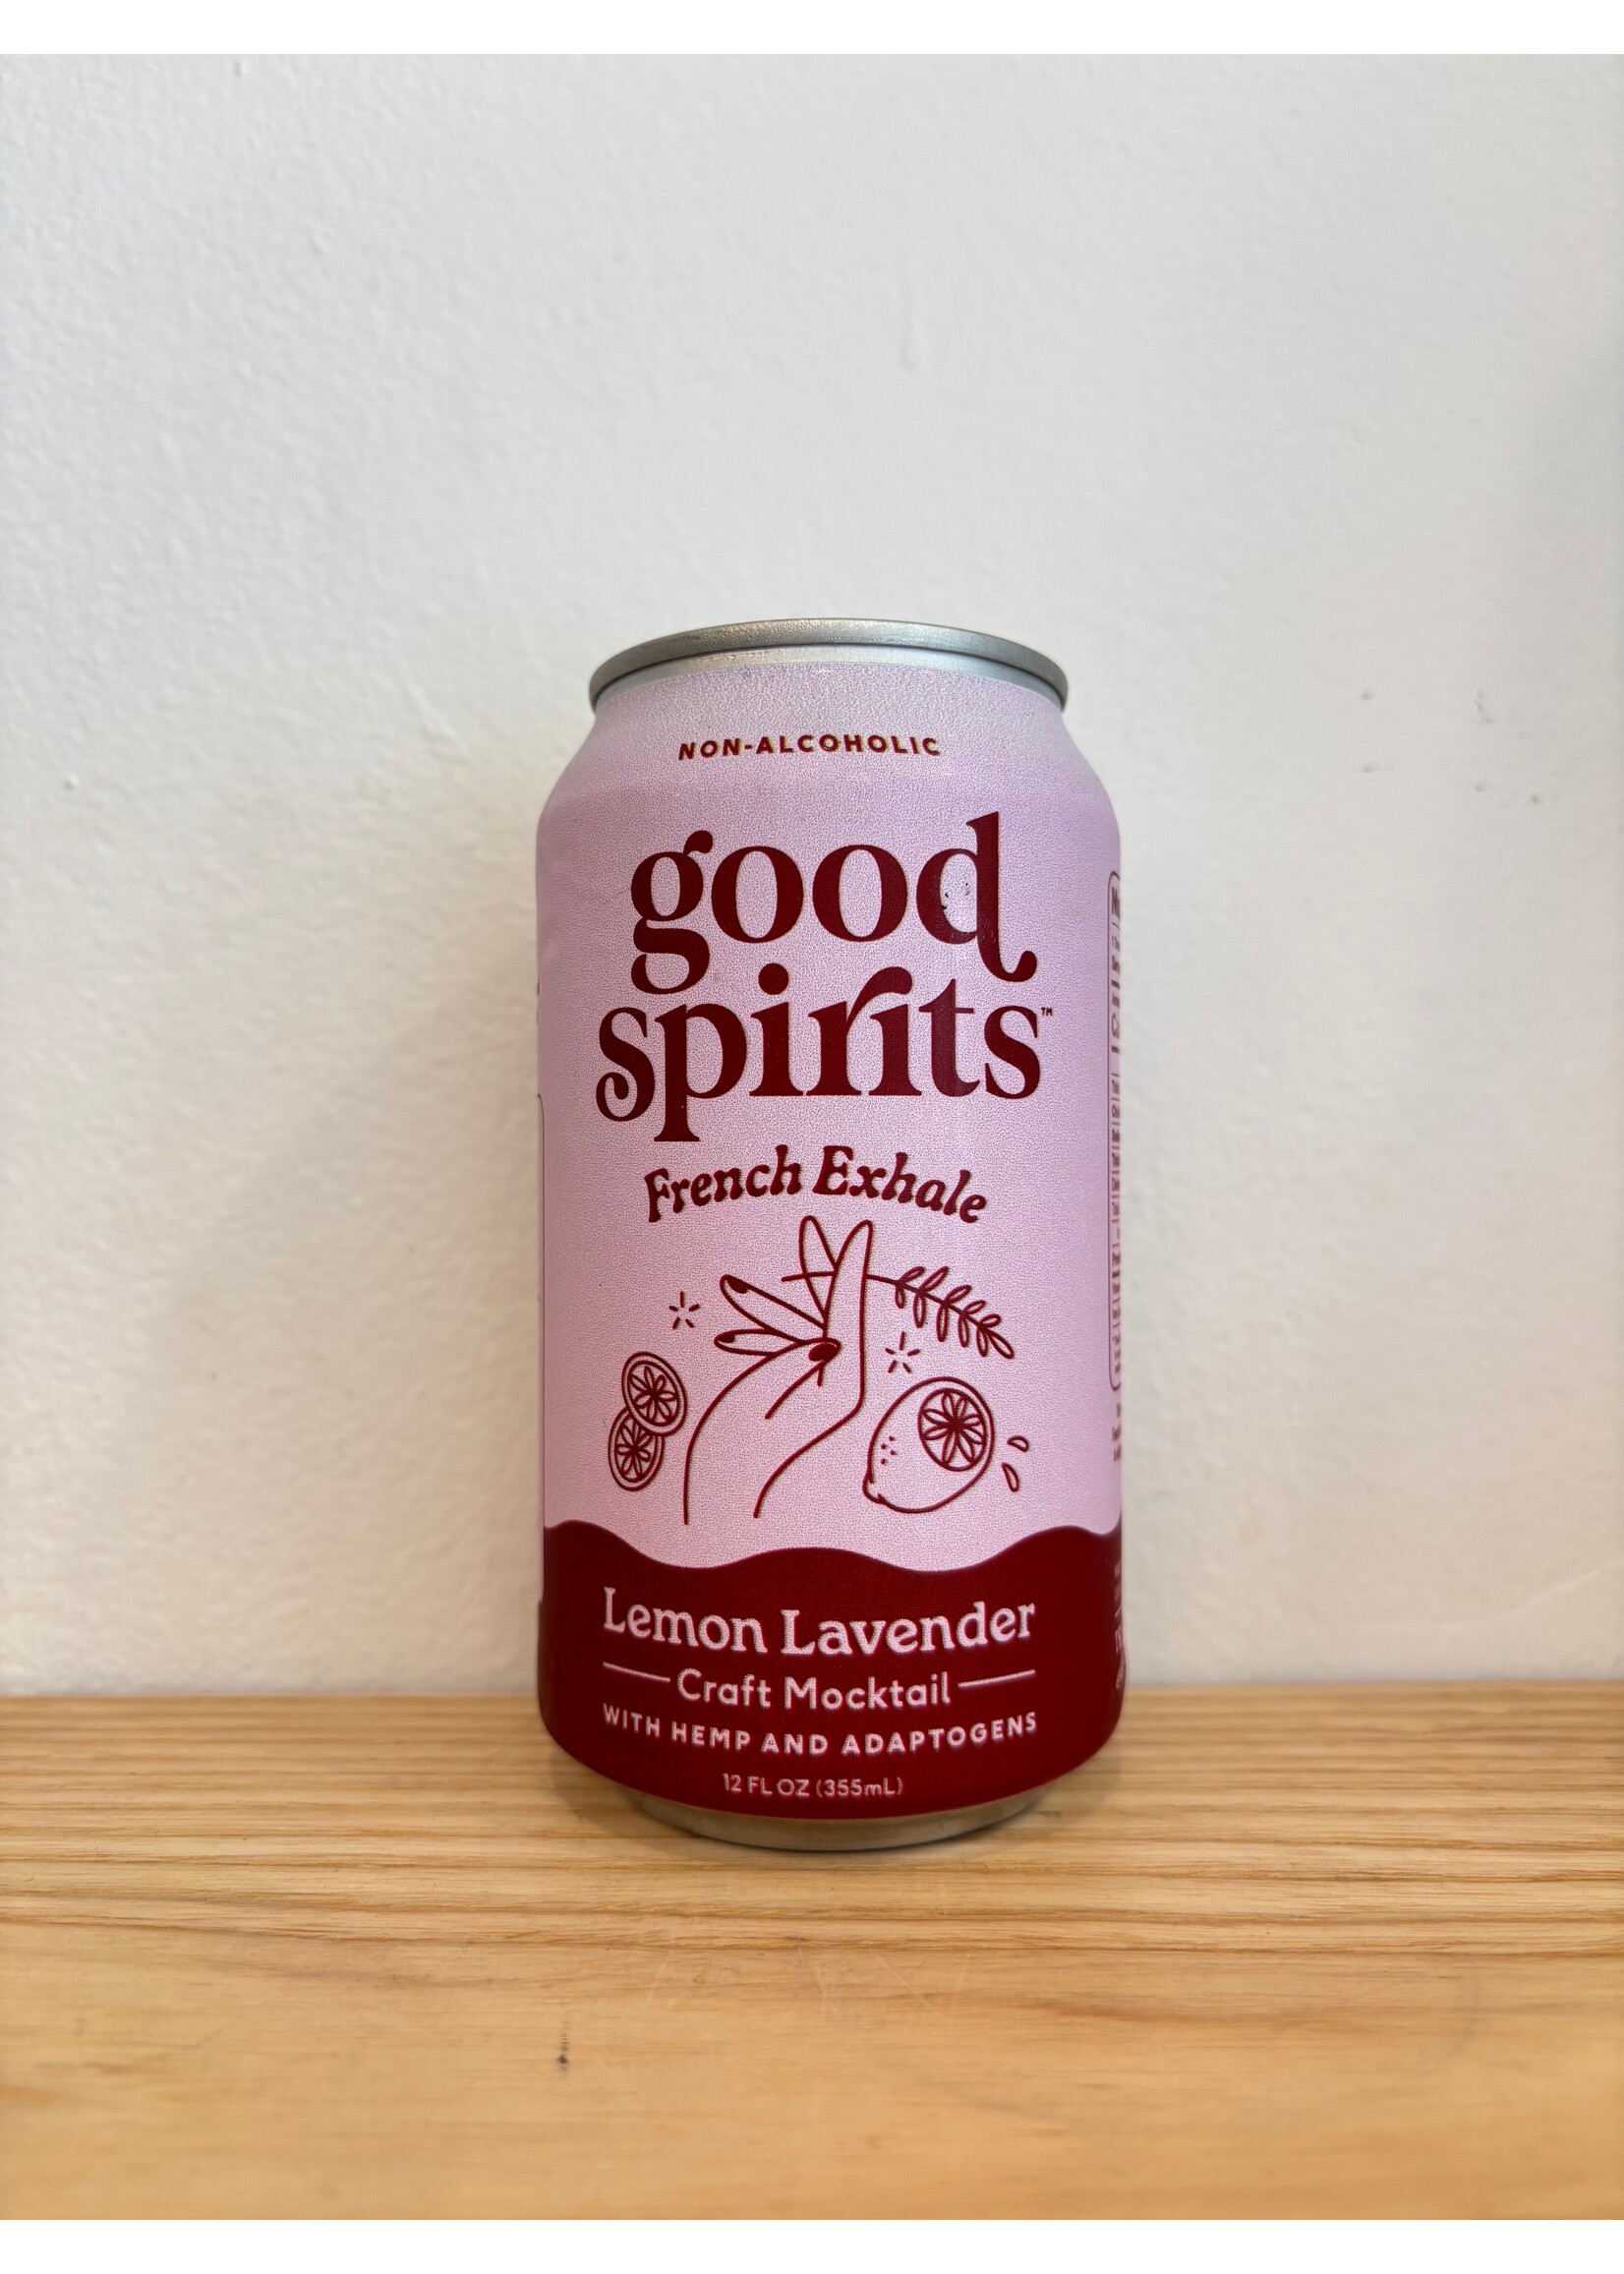 NON-ALCOHOLIC
good
spirits™
French Exhale
Lemon Lavender
Craft Mocktail
WITH HEMP AND ADAPTOGENS
12 FL OZ (355mL)